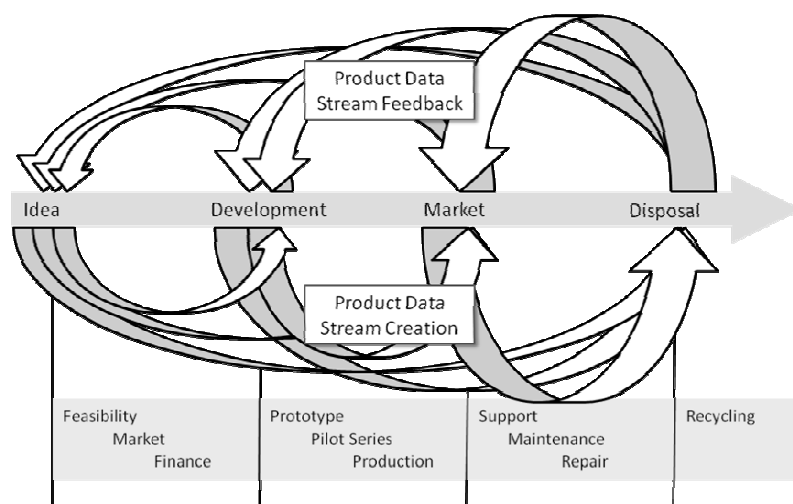 Product Data
Stream Feedback
Idea
Development
Market
Disposal
Product Data
Stream Creation
Feasibility
Market
Finance
Prototype
Pilot Series
Production
Support
Maintenance
Repair
Recycling